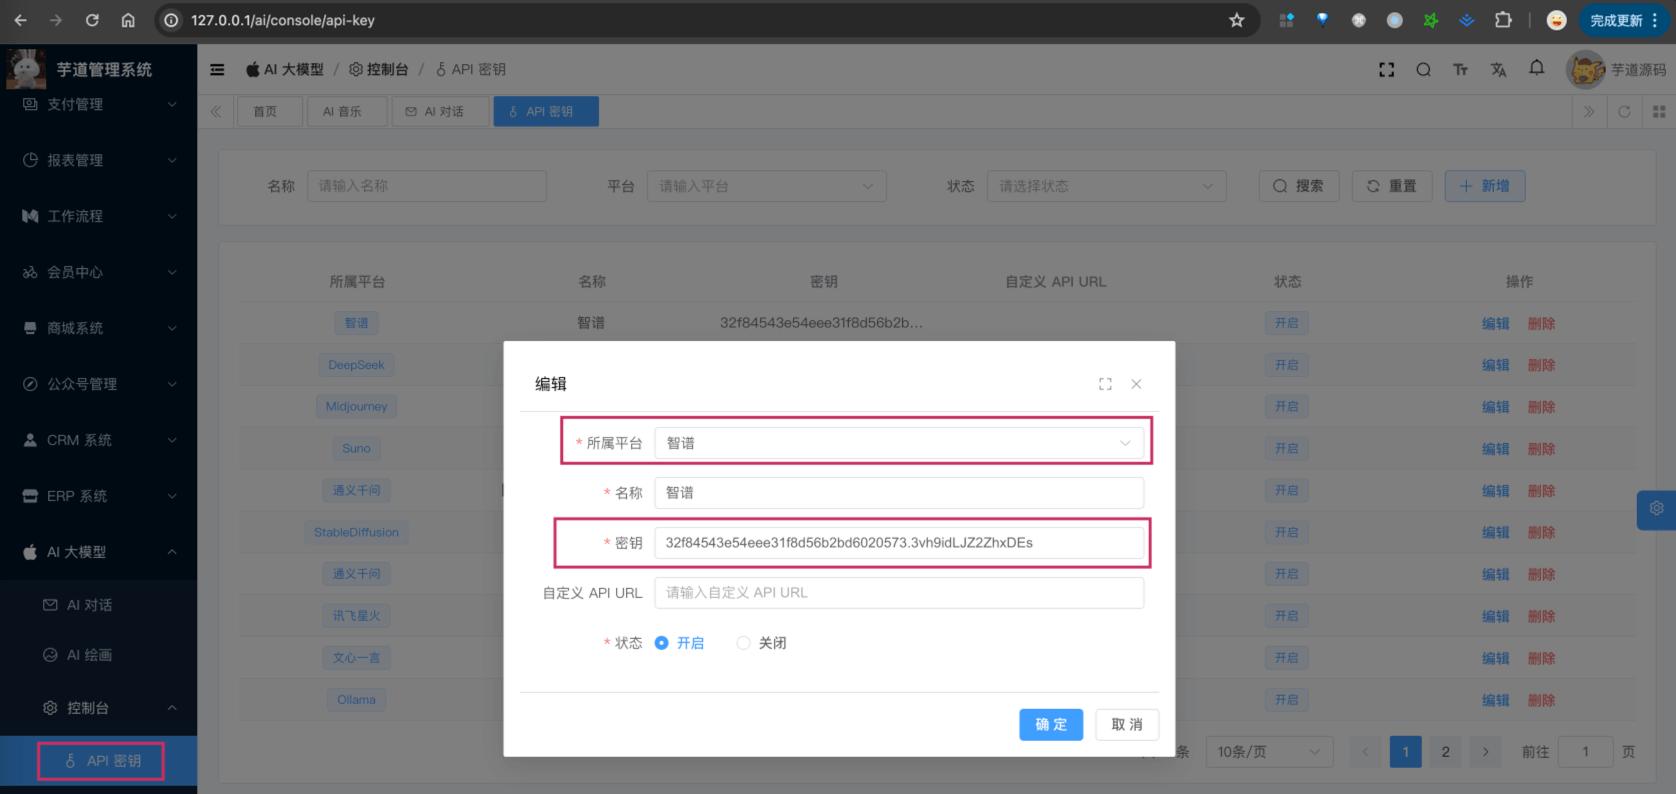 127.0.0.1/ai/console/api-key
完成更新
芋道管理系统
AI 大模型 / 控制台 / API 密钥
芋道源码
首页
AI 音乐
AI 对话
API 密钥
支付管理
报表管理
工作流程
会员中心
商城系统
公众号管理
CRM 系统
ERP 系统
AI 大模型
AI 对话
AI 绘画
控制台
API 密钥
名称 请输入名称 平台 请输入平台 状态 请选择状态 搜索 重置 + 新增
所属平台 名称 密钥 自定义 API URL 状态 操作
智谱 智谱 32f84543e54eee31f8d56b2b... 开启 编辑 删除
DeepSeek 开启 编辑 删除
Midjourney 开启 编辑 删除
Suno 开启 编辑 删除
通义千问 开启 编辑 删除
StableDiffusion 开启 编辑 删除
通义千问 开启 编辑 删除
讯飞星火 开启 编辑 删除
文心一言 开启 编辑 删除
Ollama 开启 编辑 删除
条 10条/页 1 2 前往 1 页
编辑
* 所属平台 智谱
* 名称 智谱
* 密钥 32f84543e54eee31f8d56b2bd6020573.3vh9idLJZ2ZhxDEs
自定义 API URL 请输入自定义 API URL
* 状态 开启 关闭
确定 取消